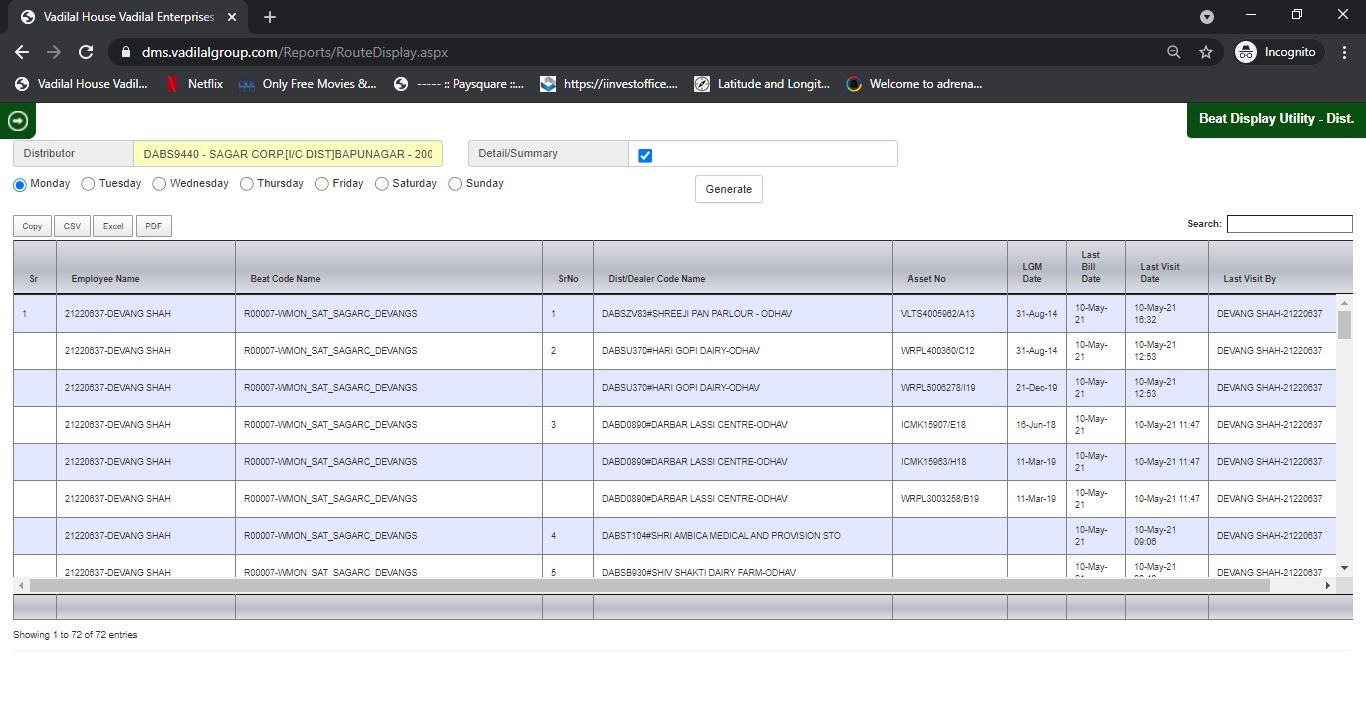 Vadilal House Vadilal Enterprises
dms.vadilalgroup.com/Reports/RouteDisplay.aspx
Incognito
Vadilal House Vadil...
Netflix
Only Free Movies &...
----- :: Paysquare ::...
https://iinvestoffice....
Latitude and Longit...
Welcome to adrena...
Beat Display Utility - Dist.
Distributor DABS9440 - SAGAR CORP.[I/C DIST]BAPUNAGAR - 200 Detail/Summary
Monday Tuesday Wednesday Thursday Friday Saturday Sunday Generate
Copy CSV Excel PDF Search:
Sr Employee Name Beat Code Name SrNo Dist/Dealer Code Name Asset No LGM Date Last Bill Date Last Visit Date Last Visit By
1 21220637-DEVANG SHAH R00007-WMON_SAT_SAGARC_DEVANGS 1 DABSZV83#SHREEJI PAN PARLOUR - ODHAV VLTS4005962/A13 31-Aug-14 10-May-21 10-May-21 16:32 DEVANG SHAH-21220637
21220637-DEVANG SHAH R00007-WMON_SAT_SAGARC_DEVANGS 2 DABSU370#HARI GOPI DAIRY-ODHAV WRPL400360/C12 31-Aug-14 10-May-21 10-May-21 12:53 DEVANG SHAH-21220637
21220637-DEVANG SHAH R00007-WMON_SAT_SAGARC_DEVANGS DABSU370#HARI GOPI DAIRY-ODHAV WRPL5006278/I19 21-Dec-19 10-May-21 10-May-21 12:53 DEVANG SHAH-21220637
21220637-DEVANG SHAH R00007-WMON_SAT_SAGARC_DEVANGS 3 DABD0890#DARBAR LASSI CENTRE-ODHAV ICMK15907/E18 16-Jun-18 10-May-21 10-May-21 11:47 DEVANG SHAH-21220637
21220637-DEVANG SHAH R00007-WMON_SAT_SAGARC_DEVANGS DABD0890#DARBAR LASSI CENTRE-ODHAV ICMK15963/H18 11-Mar-19 10-May-21 10-May-21 11:47 DEVANG SHAH-21220637
21220637-DEVANG SHAH R00007-WMON_SAT_SAGARC_DEVANGS DABD0890#DARBAR LASSI CENTRE-ODHAV WRPL3003258/B19 11-Mar-19 10-May-21 10-May-21 11:47 DEVANG SHAH-21220637
21220637-DEVANG SHAH R00007-WMON_SAT_SAGARC_DEVANGS 4 DABST104#SHRI AMBICA MEDICAL AND PROVISION STO 10-May-21 10-May-21 09:06 DEVANG SHAH-21220637
21220637-DEVANG SHAH R00007-WMON_SAT_SAGARC_DEVANGS 5 DABSB930#SHIV SHAKTI DAIRY FARM-ODHAV 10-May- 10-May-21 DEVANG SHAH-21220637
Showing 1 to 72 of 72 entries